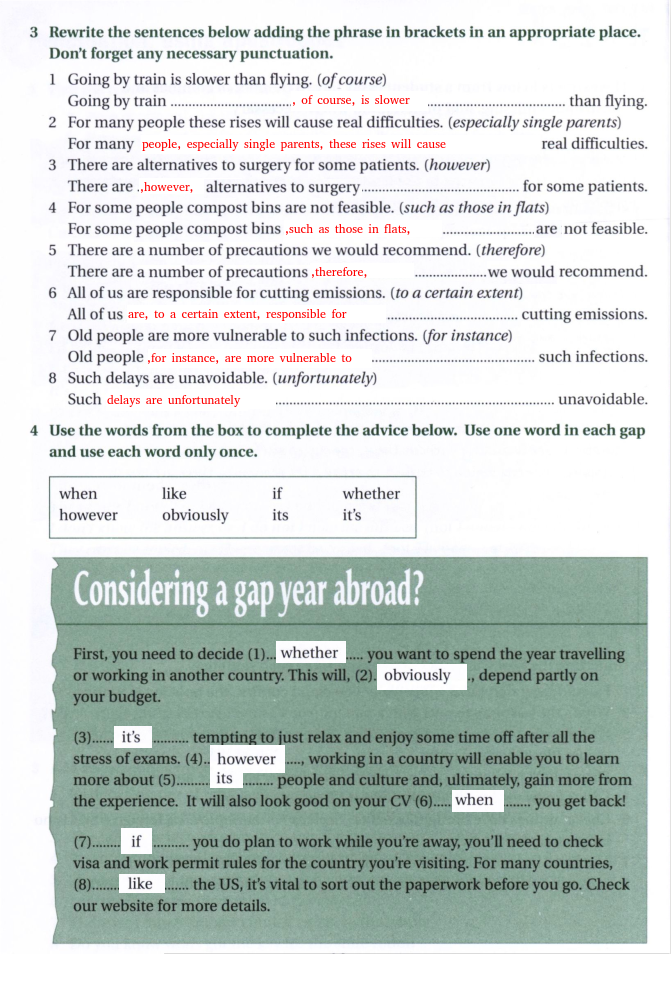 3 Rewrite the sentences below adding the phrase in brackets in an appropriate place.
Don't forget any necessary punctuation.
1 Going by train is slower than flying. (of course)
Going by train ..................................., of course, is slower ....................................... than flying.
2 For many people these rises will cause real difficulties. (especially single parents)
For many people, especially single parents, these rises will cause real difficulties.
3 There are alternatives to surgery for some patients. (however)
There are .,however, alternatives to surgery............................................ for some patients.
4 For some people compost bins are not feasible. (such as those in flats)
For some people compost bins ,such as those in flats, ..........................are not feasible.
5 There are a number of precautions we would recommend. (therefore)
There are a number of precautions ,therefore, ....................we would recommend.
6 All of us are responsible for cutting emissions. (to a certain extent)
All of us are, to a certain extent, responsible for ..................................... cutting emissions.
7 Old people are more vulnerable to such infections. (for instance)
Old people ,for instance, are more vulnerable to .............................................. such infections.
8 Such delays are unavoidable. (unfortunately)
Such delays are unfortunately .............................................................................. unavoidable.
4 Use the words from the box to complete the advice below. Use one word in each gap
and use each word only once.
when like if whether
however obviously its it's
Considering a gap year abroad?
First, you need to decide (1)... whether ..... you want to spend the year travelling
or working in another country. This will, (2). obviously ., depend partly on
your budget.
(3)...... it's .......... tempting to just relax and enjoy some time off after all the
stress of exams. (4).. however ...., working in a country will enable you to learn
more about (5)......... its ........ people and culture and, ultimately, gain more from
the experience. It will also look good on your CV (6)..... when ....... you get back!
(7)........ if .......... you do plan to work while you're away, you'll need to check
visa and work permit rules for the country you're visiting. For many countries,
(8)........ like ....... the US, it's vital to sort out the paperwork before you go. Check
our website for more details.